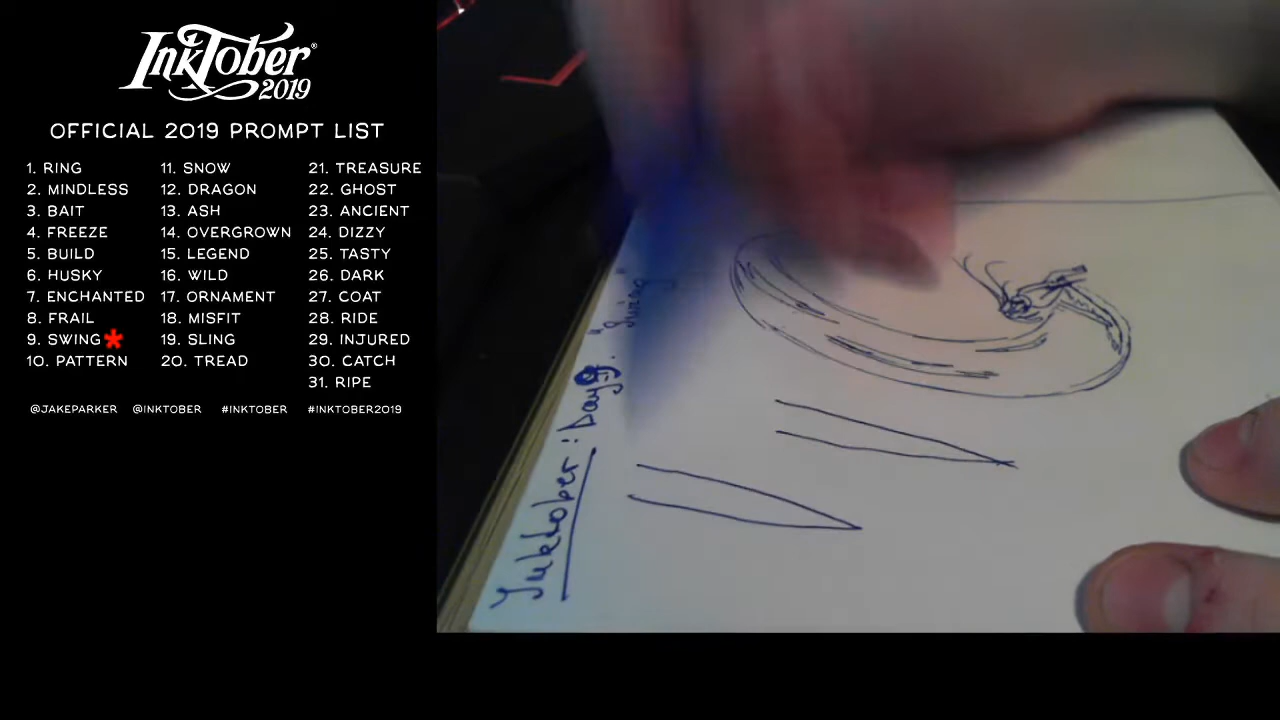 InkTober®
2019
OFFICIAL 2019 PROMPT LIST
1. RING
2. MINDLESS
3. BAIT
4. FREEZE
5. BUILD
6. HUSKY
7. ENCHANTED
8. FRAIL
9. SWING*
10. PATTERN
11. SNOW
12. DRAGON
13. ASH
14. OVERGROWN
15. LEGEND
16. WILD
17. ORNAMENT
18. MISFIT
19. SLING
20. TREAD
21. TREASURE
22. GHOST
23. ANCIENT
24. DIZZY
25. TASTY
26. DARK
27. COAT
28. RIDE
29. INJURED
30. CATCH
31. RIPE
@JAKEPARKER @INKTOBER #INKTOBER #INKTOBER2019
Inktober: Day 9. "Swing"